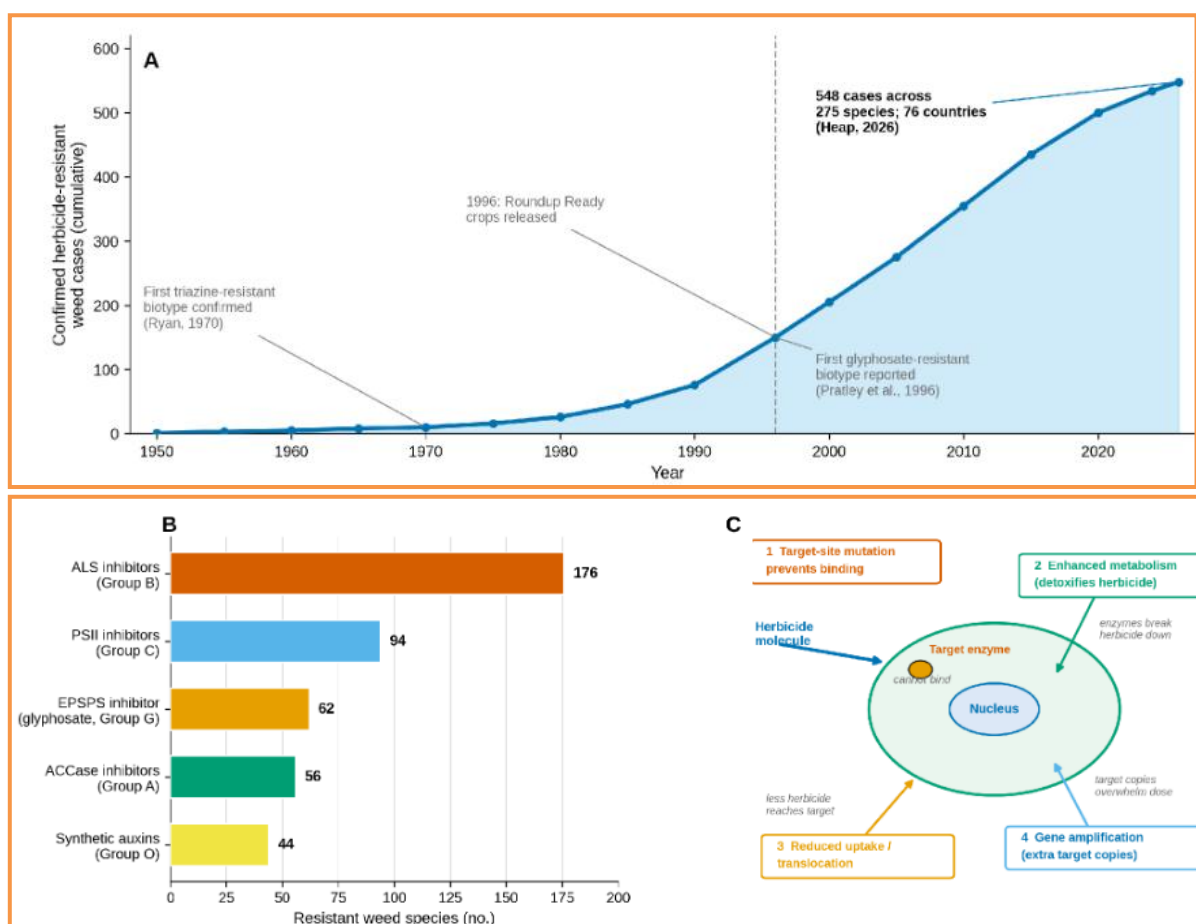 A
600
500
400
300
200
100
0
Confirmed herbicide-resistant
weed cases (cumulative)
548 cases across
275 species; 76 countries
(Heap, 2026)
1996: Roundup Ready
crops released
First triazine-resistant
biotype confirmed
(Ryan, 1970)
First glyphosate-resistant
biotype reported
(Pratley et al., 1996)
1950 1960 1970 1980 1990 2000 2010 2020
Year
B
ALS inhibitors
(Group B)
176
PSII inhibitors
(Group C)
94
EPSPS inhibitor
(glyphosate, Group G)
62
ACCase inhibitors
(Group A)
56
Synthetic auxins
(Group O)
44
0 25 50 75 100 125 150 175 200
Resistant weed species (no.)
C
1 Target-site mutation
prevents binding
2 Enhanced metabolism
(detoxifies herbicide)
enzymes break
herbicide down
Herbicide
molecule
Target enzyme
cannot bind
Nucleus
less herbicide
reaches target
target copies
overwhelm dose
3 Reduced uptake /
translocation
4 Gene amplification
(extra target copies)